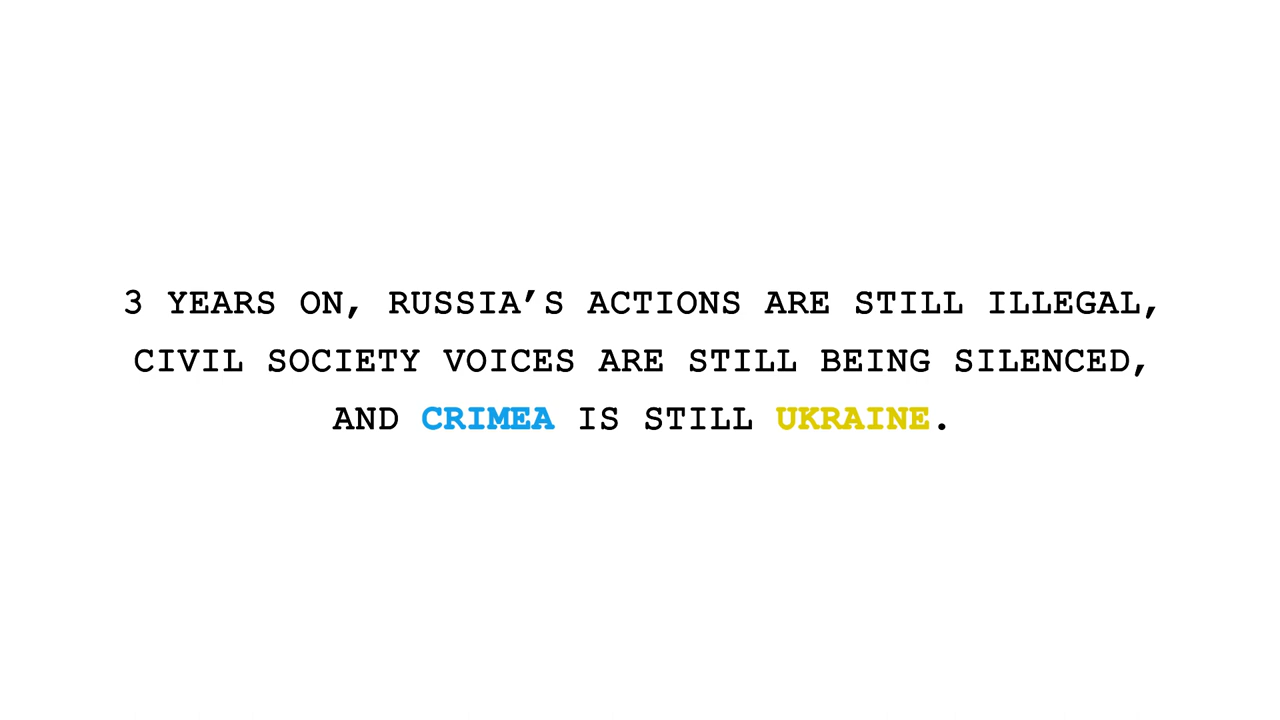 3 YEARS ON, RUSSIA’S ACTIONS ARE STILL ILLEGAL,
CIVIL SOCIETY VOICES ARE STILL BEING SILENCED,
AND CRIMEA IS STILL UKRAINE.